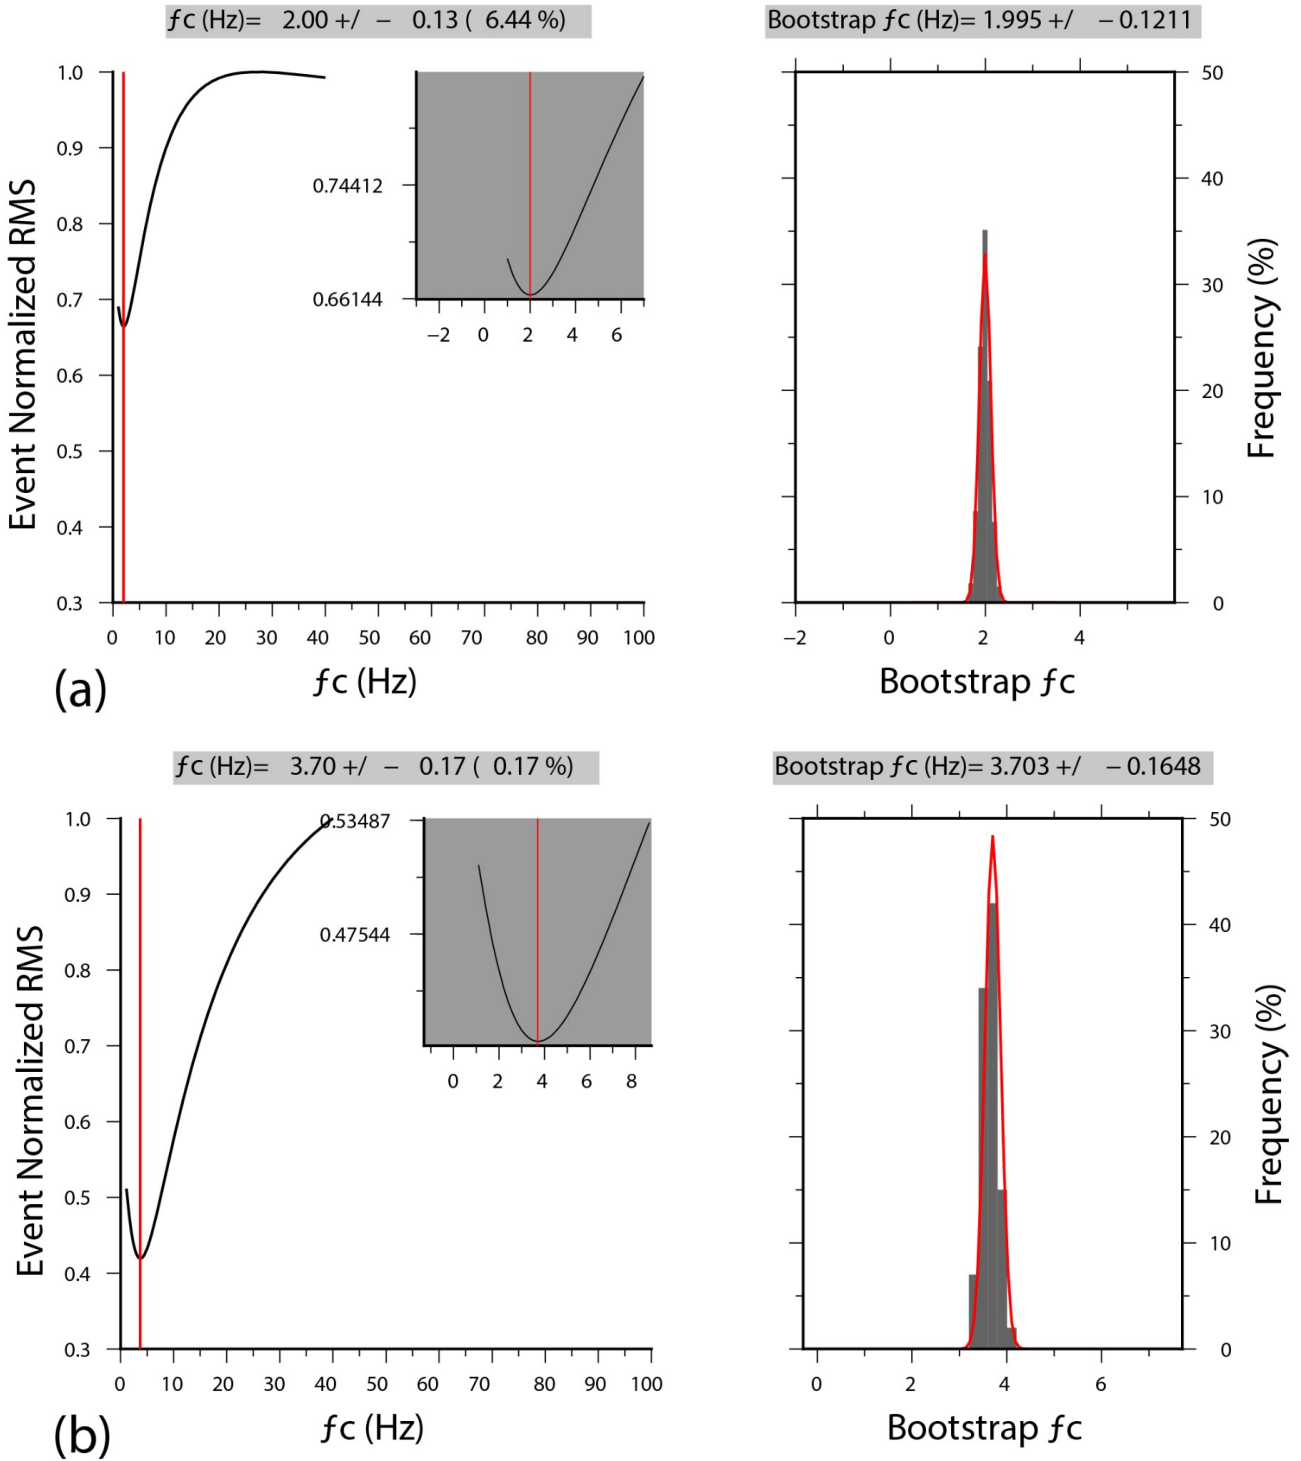 ƒc (Hz)= 2.00 +/ − 0.13 ( 6.44 %)
Bootstrap ƒc (Hz)= 1.995 +/ − 0.1211
Event Normalized RMS
1.0
0.9
0.8
0.7
0.6
0.5
0.4
0.3
0 10 20 30 40 50 60 70 80 90 100
ƒc (Hz)
0.74412
0.66144
−2 0 2 4 6
50
40
30
20
10
0
Frequency (%)
−2 0 2 4
Bootstrap ƒc
(a)
ƒc (Hz)= 3.70 +/ − 0.17 ( 0.17 %)
Bootstrap ƒc (Hz)= 3.703 +/ − 0.1648
Event Normalized RMS
1.0
0.9
0.8
0.7
0.6
0.5
0.4
0.3
0 10 20 30 40 50 60 70 80 90 100
ƒc (Hz)
0.53487
0.47544
0 2 4 6 8
50
40
30
20
10
0
Frequency (%)
0 2 4 6
Bootstrap ƒc
(b)